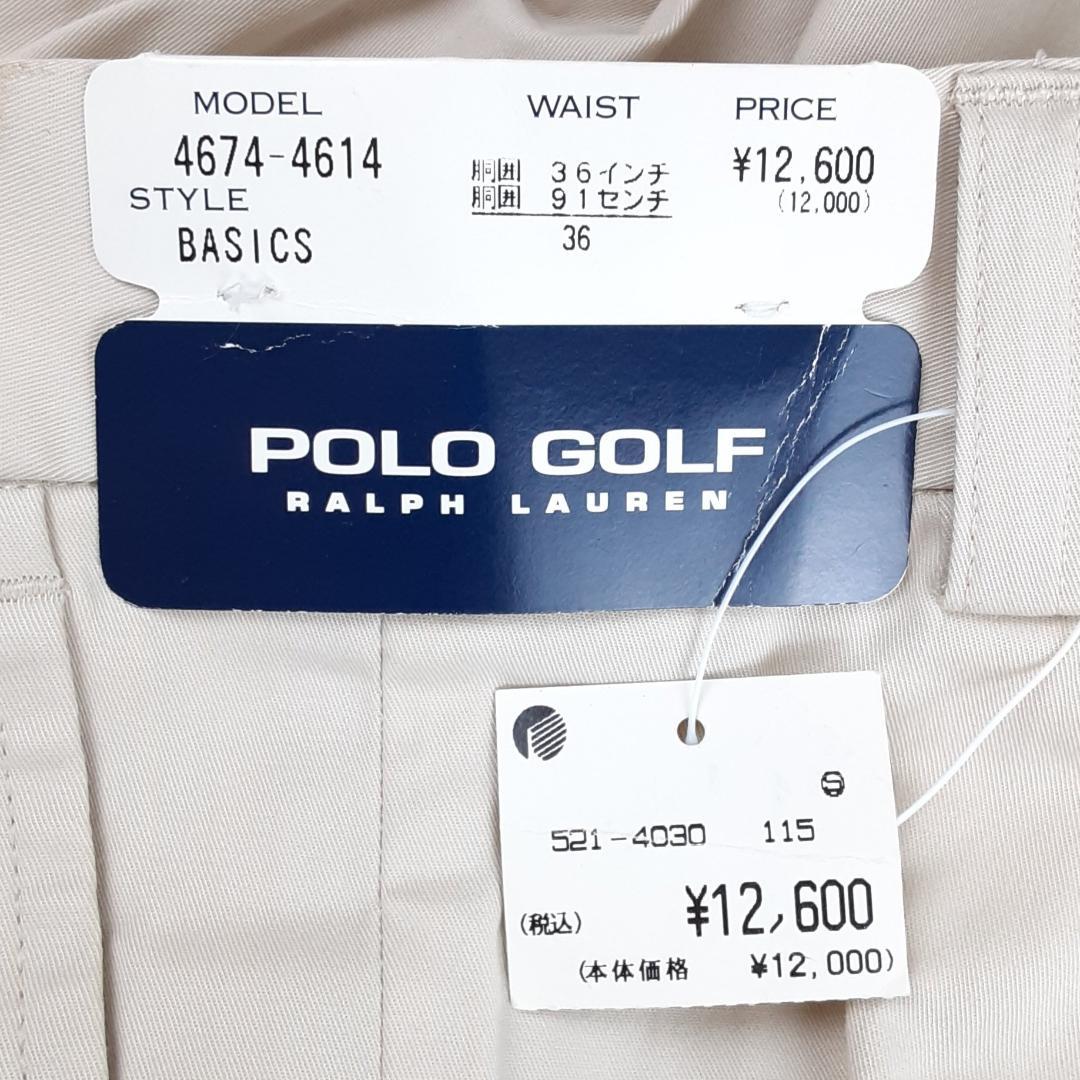 MODEL WAIST PRICE
4674-4614 胴囲 36インチ ¥12,600
STYLE 胴囲 91センチ (12,000)
BASICS 36
POLO GOLF
RALPH LAUREN
Ⓢ
521-4030 115
(税込) ¥12,600
(本体価格 ¥12,000)